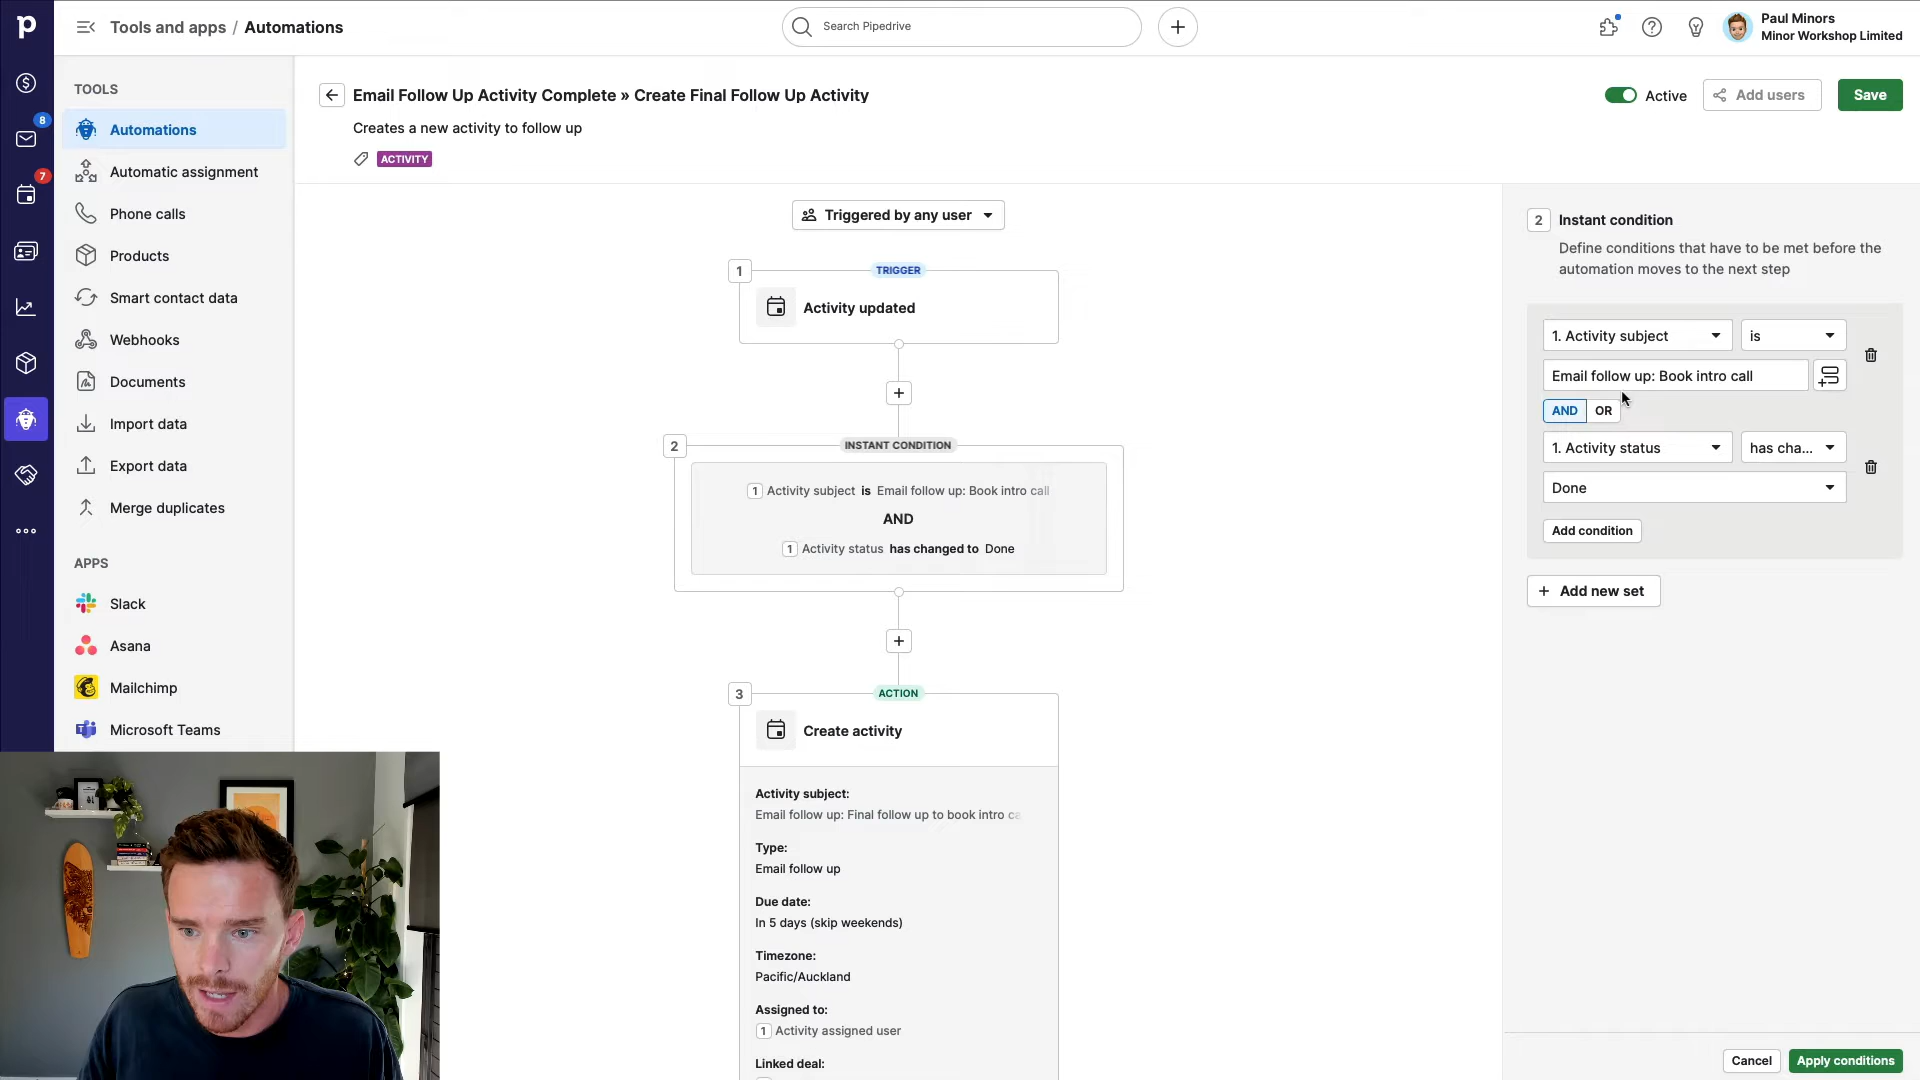 p
Tools and apps / Automations
Search Pipedrive
Paul Minors
Minor Workshop Limited
8
7
TOOLS
Automations
Automatic assignment
Phone calls
Products
Smart contact data
Webhooks
Documents
Import data
Export data
Merge duplicates
APPS
Slack
Asana
Mailchimp
Microsoft Teams
Email Follow Up Activity Complete » Create Final Follow Up Activity
Creates a new activity to follow up
ACTIVITY
Active
Add users
Save
Triggered by any user
1
TRIGGER
Activity updated
2
INSTANT CONDITION
1 Activity subject is Email follow up: Book intro call
AND
1 Activity status has changed to Done
3
ACTION
Create activity
Activity subject:
Email follow up: Final follow up to book intro ca
Type:
Email follow up
Due date:
In 5 days (skip weekends)
Timezone:
Pacific/Auckland
Assigned to:
1 Activity assigned user
Linked deal:
2 Instant condition
Define conditions that have to be met before the
automation moves to the next step
1. Activity subject
is
Email follow up: Book intro call
AND OR
1. Activity status
has cha...
Done
Add condition
+ Add new set
Cancel
Apply conditions